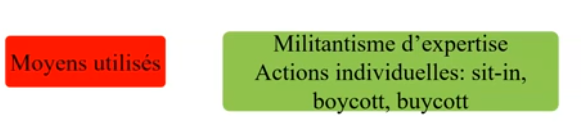 Moyens utilisés
Militantisme d’expertise
Actions individuelles: sit-in,
boycott, buycott